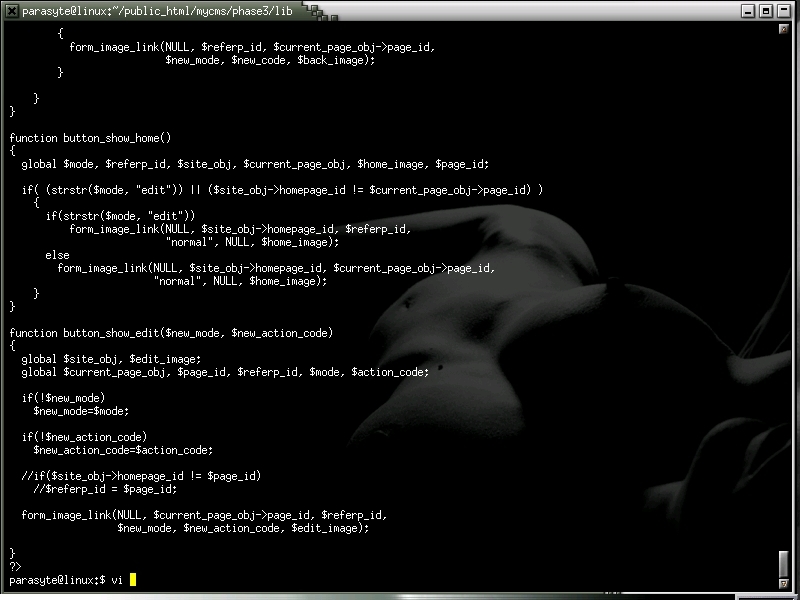 parasyte@linux:~/public_html/mycms/phase3/lib
{
form_image_link(NULL, $referp_id, $current_page_obj->page_id,
$new_mode, $new_code, $back_image);
}
}
}
function button_show_home()
{
global $mode, $referp_id, $site_obj, $current_page_obj, $home_image, $page_id;
if( (strstr($mode, "edit")) || ($site_obj->homepage_id != $current_page_obj->page_id) )
{
if(strstr($mode, "edit"))
form_image_link(NULL, $site_obj->homepage_id, $referp_id,
"normal", NULL, $home_image);
else
form_image_link(NULL, $site_obj->homepage_id, $current_page_obj->page_id,
"normal", NULL, $home_image);
}
}
function button_show_edit($new_mode, $new_action_code)
{
global $site_obj, $edit_image;
global $current_page_obj, $page_id, $referp_id, $mode, $action_code;
if(!$new_mode)
$new_mode=$mode;
if(!$new_action_code)
$new_action_code=$action_code;
//if($site_obj->homepage_id != $page_id)
//$referp_id = $page_id;
form_image_link(NULL, $current_page_obj->page_id, $referp_id,
$new_mode, $new_action_code, $edit_image);
}
?>
parasyte@linux:$ vi